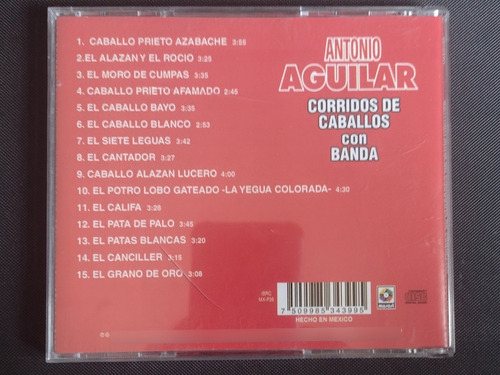 ANTONIO
AGUILAR
CORRIDOS DE
CABALLOS
con
BANDA
1. CABALLO PRIETO AZABACHE 3:55
2.EL ALAZAN Y EL ROCIO 3:25
3. EL MORO DE CUMPAS 3:35
4. CABALLO PRIETO AFAMADO 2:45
5. EL CABALLO BAYO 3:35
6. EL CABALLO BLANCO 2:53
7. EL SIETE LEGUAS 2:42
8. EL CANTADOR 3:27
9. CABALLO ALAZAN LUCERO 4:00
10. EL POTRO LOBO GATEADO -LA YEGUA COLORADA- 4:30
11. EL CALIFA 3:28
12. EL PATA DE PALO 3:45
13. EL PATAS BLANCAS 3:20
14. EL CANCILLER 3:15
15. EL GRANO DE ORO 3:08
7 509985 343995
HECHO EN MEXICO